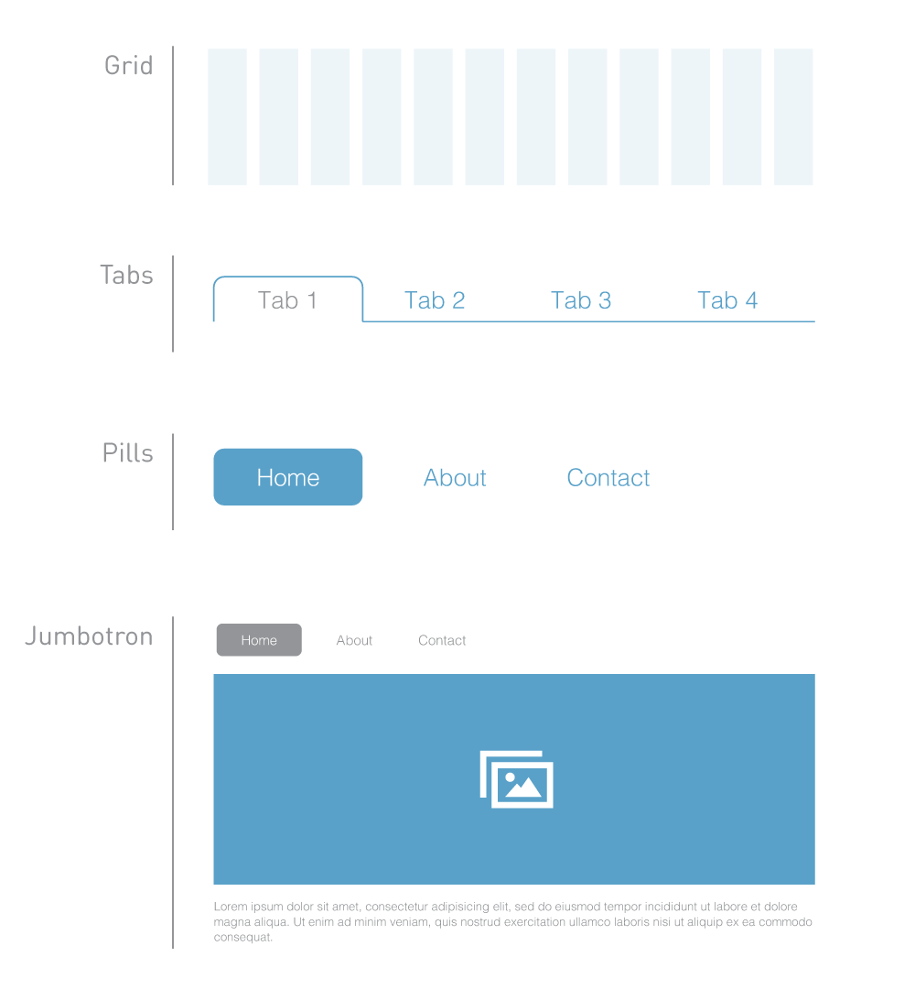 Grid
Tabs
Tab 1 Tab 2 Tab 3 Tab 4
Pills
Home About Contact
Jumbotron
Home About Contact
Lorem ipsum dolor sit amet, consectetur adipisicing elit, sed do eiusmod tempor incididunt ut labore et dolore
magna aliqua. Ut enim ad minim veniam, quis nostrud exercitation ullamco laboris nisi ut aliquip ex ea commodo
consequat.